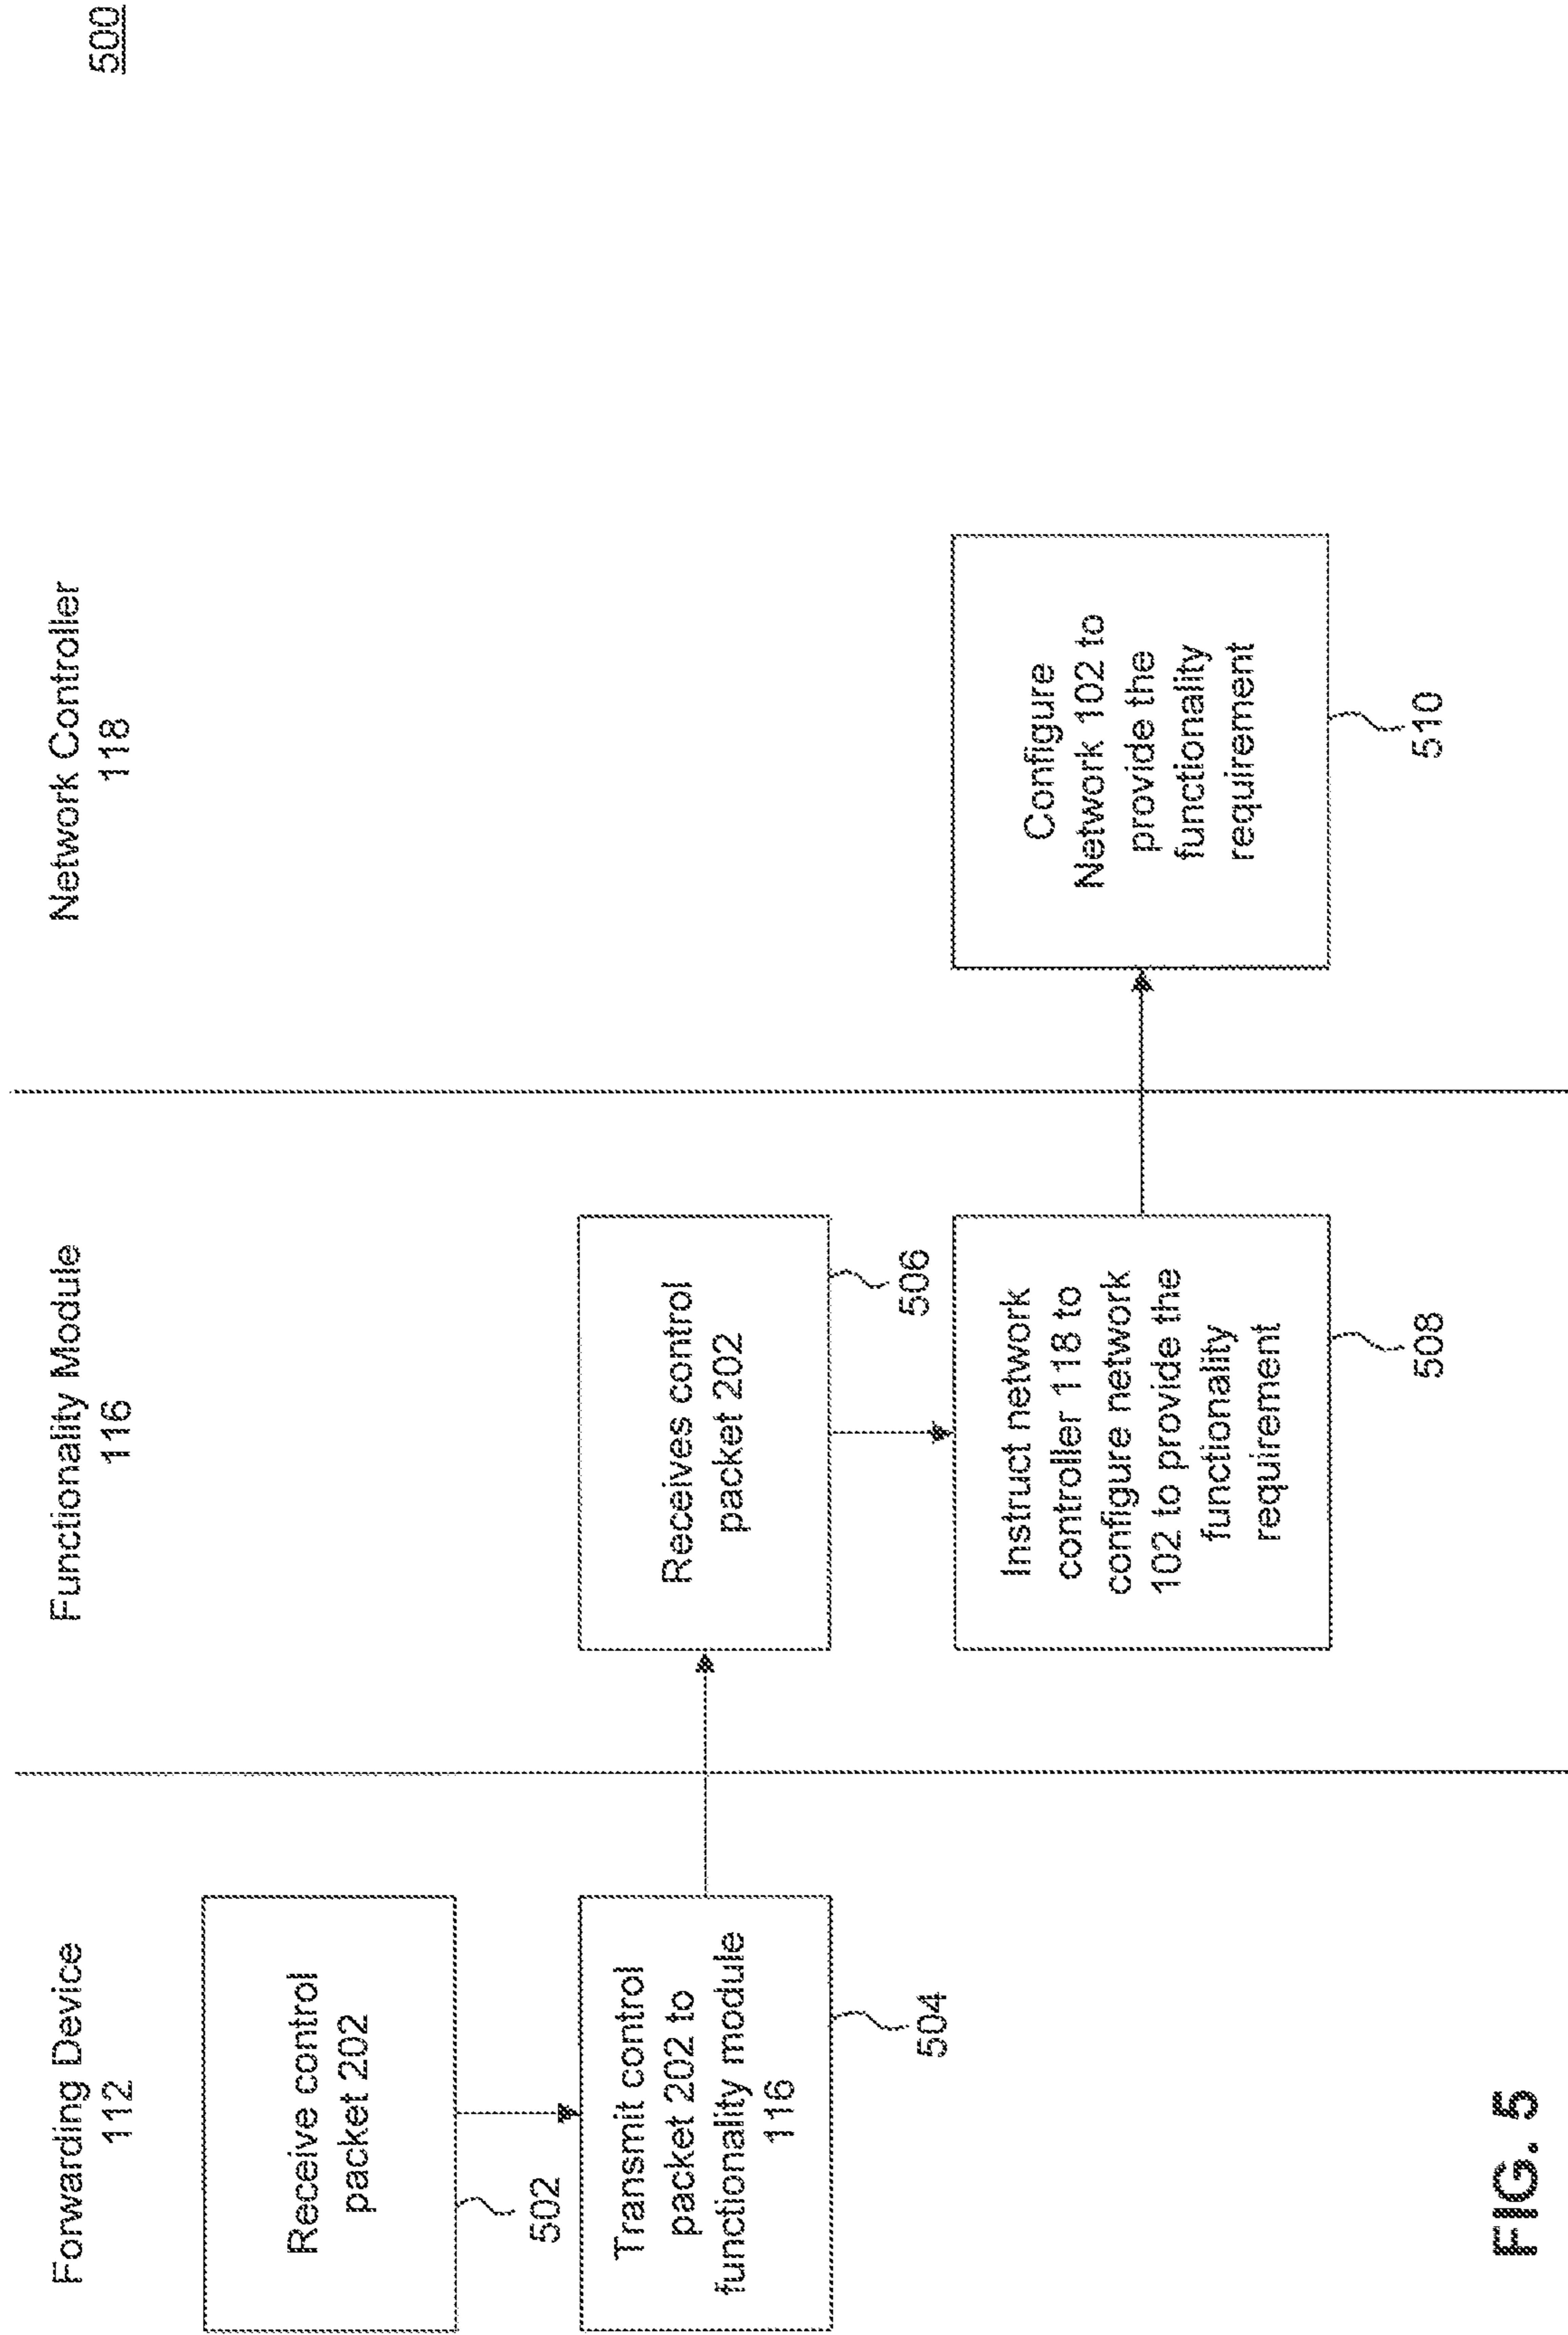 500
Forwarding Device
112
Functionality Module
116
Network Controller
118
Receive control
packet 202
502
Transmit control
packet 202 to
functionality module
116
504
Receives control
packet 202
506
Instruct network
controller 118 to
configure network
102 to provide the
functionality
requirement
508
Configure
Network 102 to
provide the
functionality
requirement
510
FIG. 5